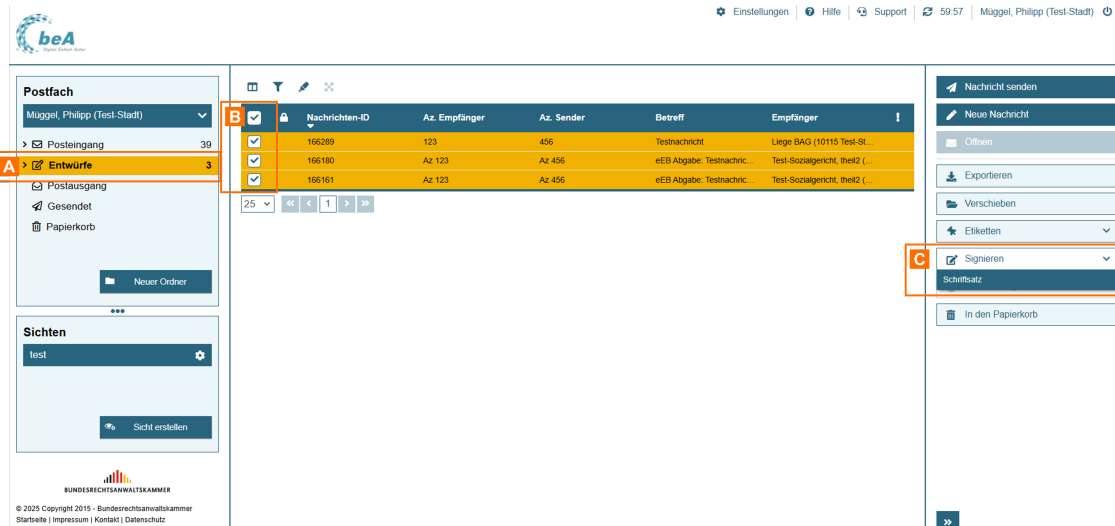 Einstellungen Hilfe Support 59:57 Müggel, Philipp (Test-Stadt)
beA
Digital. Einfach. Sicher.
Postfach
Müggel, Philipp (Test-Stadt)
Posteingang 39
A
Entwürfe 3
Postausgang
Gesendet
Papierkorb
Neuer Ordner
Sichten
test
Sicht erstellen
BUNDESRECHTSANWALTSKAMMER
© 2025 Copyright 2015 - Bundesrechtsanwaltskammer
Startseite | Impressum | Kontakt | Datenschutz
B
Nachrichten-ID Az. Empfänger Az. Sender Betreff Empfänger !
166289 123 456 Testnachricht Liege BAG (10115 Test-St...
166180 Az 123 Az 456 eEB Abgabe: Testnachric... Test-Sozialgericht, theil2 (...
166161 Az 123 Az 456 eEB Abgabe: Testnachric... Test-Sozialgericht, theil2 (...
25 « < 1 > »
Nachricht senden
Neue Nachricht
Öffnen
Exportieren
Verschieben
Etiketten
C
Signieren
Schriftsatz
In den Papierkorb
»